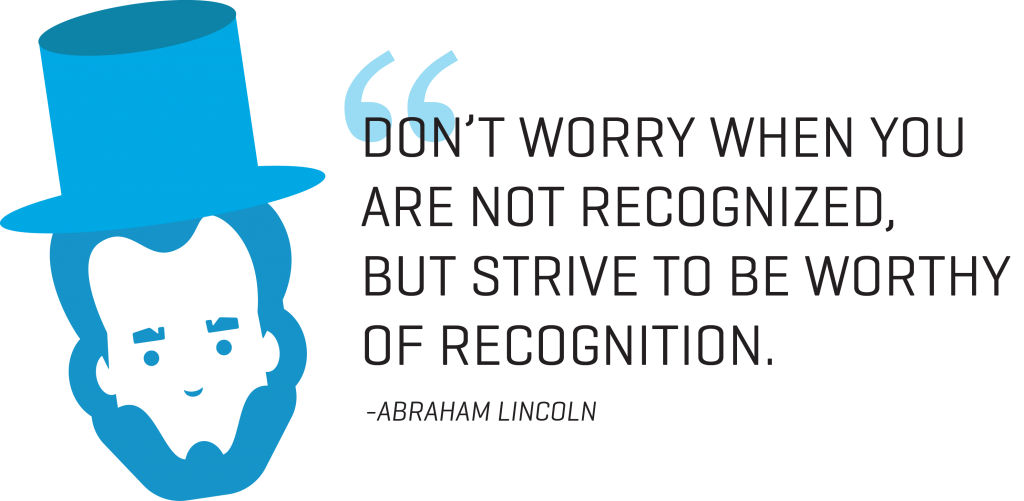 “DON’T WORRY WHEN YOU
ARE NOT RECOGNIZED,
BUT STRIVE TO BE WORTHY
OF RECOGNITION.
-ABRAHAM LINCOLN